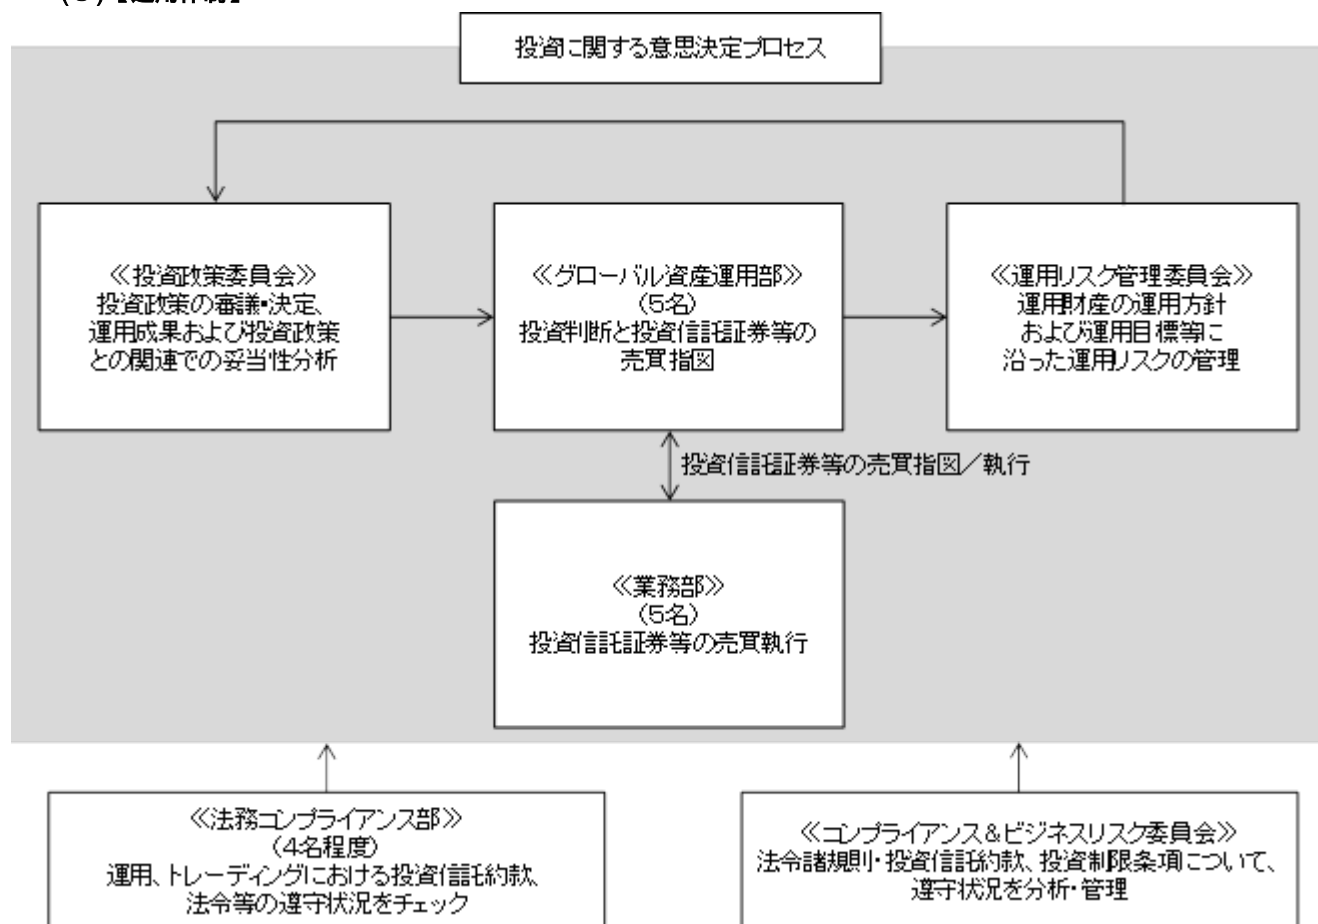 投資に関する意思決定プロセス
≪投資政策委員会≫
投資政策の審議・決定、
運用成果および投資政策
との関連での妥当性分析
≪グローバル資産運用部≫
(5名)
投資判断と投資信託証券等の
売買指図
≪運用リスク管理委員会≫
運用財産の運用方針
および運用目標等に
沿った運用リスクの管理
投資信託証券等の売買指図／執行
≪業務部≫
(5名)
投資信託証券等の売買執行
≪法務コンプライアンス部≫
(4名程度)
運用、トレーディングにおける投資信託約款、
法令等の遵守状況をチェック
≪コンプライアンス＆ビジネスリスク委員会≫
法令諸規則・投資信託約款、投資制限条項について、
遵守状況を分析・管理